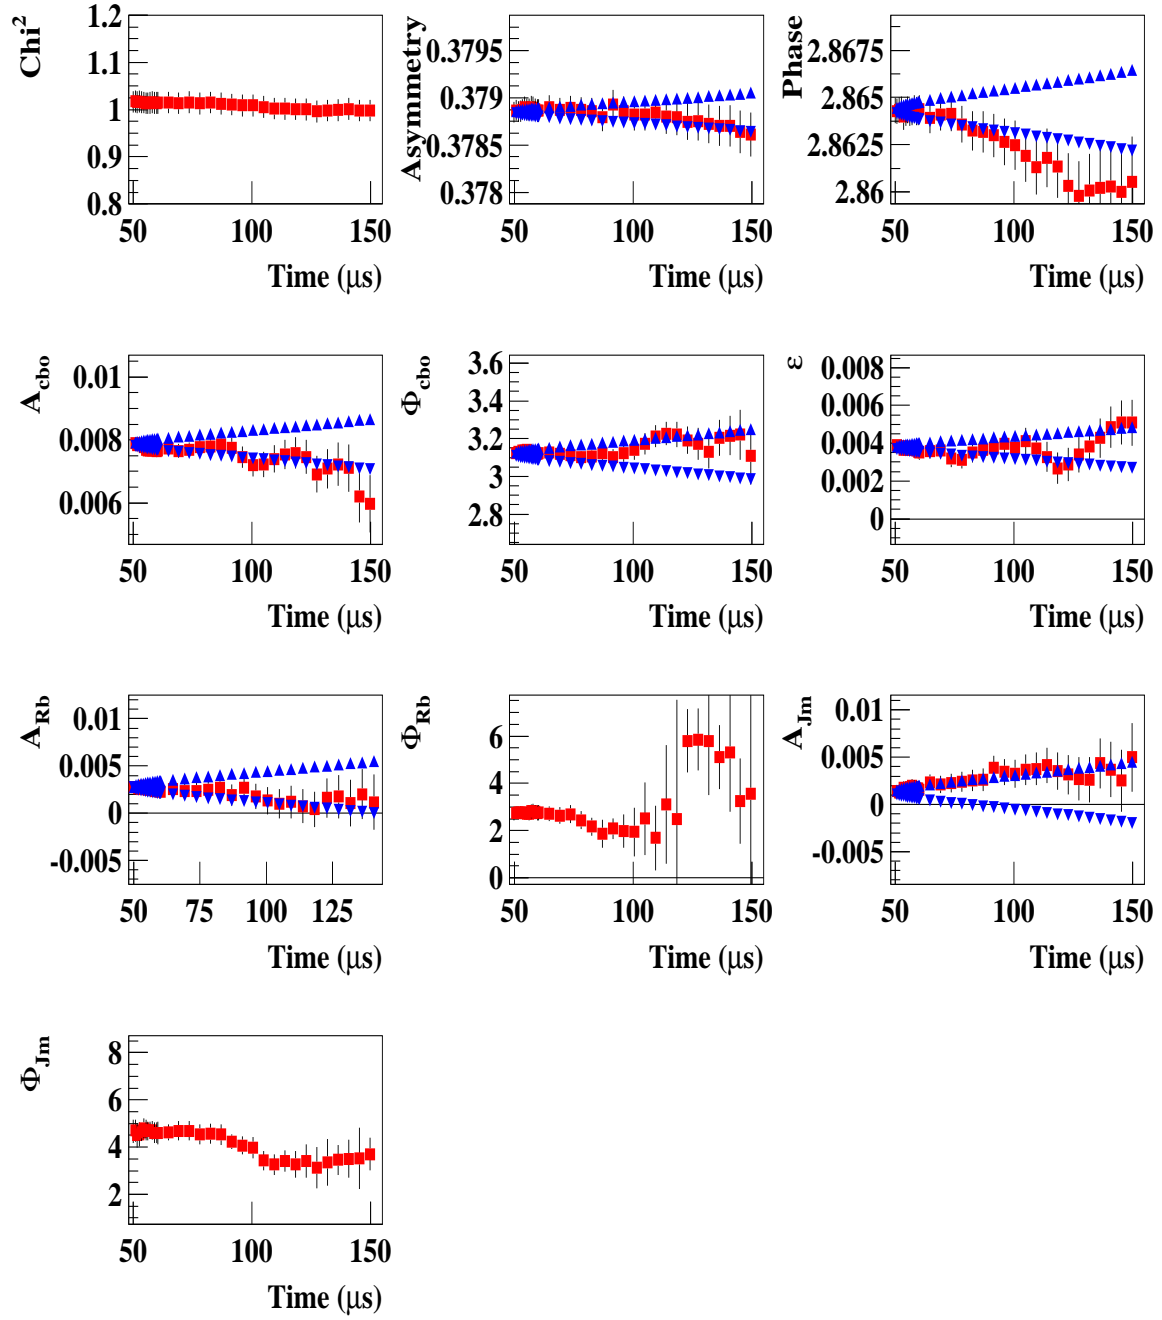 Chi²
1.2
1.1
1
0.9
0.8
50 100 150
Time (μs)
Asymmetry
0.3795
0.379
0.3785
0.378
50 100 150
Time (μs)
Phase
2.8675
2.865
2.8625
2.86
50 100 150
Time (μs)
A_cbo
0.01
0.008
0.006
50 100 150
Time (μs)
Φ_cbo
3.6
3.4
3.2
3
2.8
50 100 150
Time (μs)
ε
0.008
0.006
0.004
0.002
0
50 100 150
Time (μs)
A_Rb
0.01
0.005
0
-0.005
50 75 100 125
Time (μs)
Φ_Rb
6
4
2
0
50 100 150
Time (μs)
A_Jm
0.01
0.005
0
-0.005
50 100 150
Time (μs)
Φ_Jm
8
6
4
2
50 100 150
Time (μs)